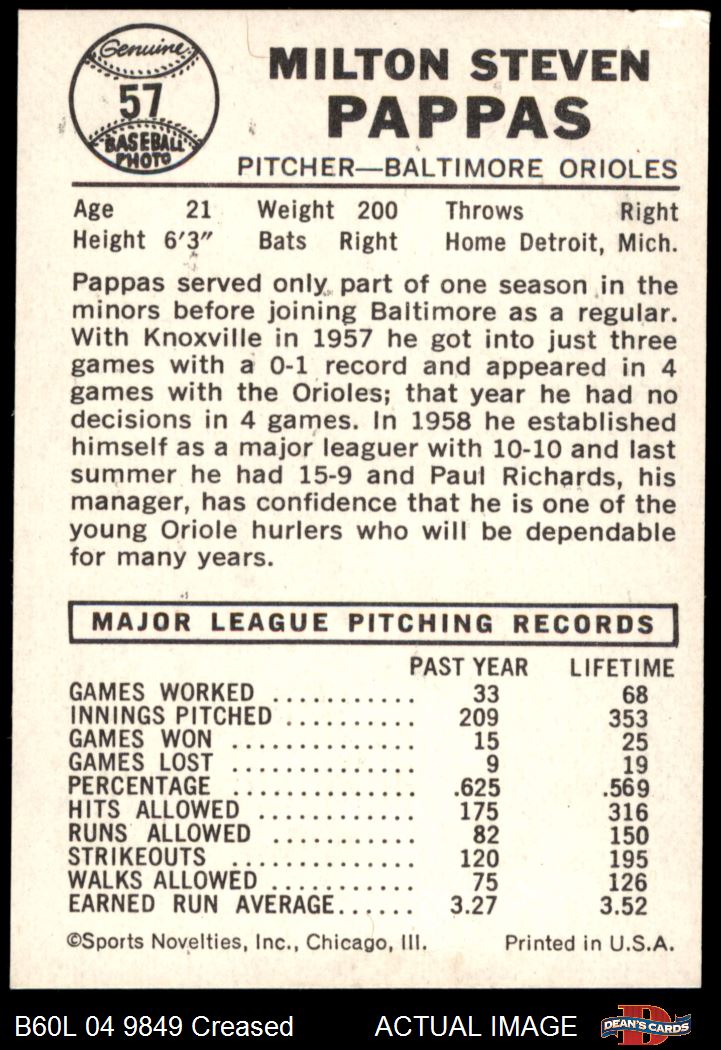 Genuine
57
BASEBALL
PHOTO
MILTON STEVEN
PAPPAS
PITCHER—BALTIMORE ORIOLES
Age 21 Weight 200 Throws Right
Height 6'3" Bats Right Home Detroit, Mich.
Pappas served only part of one season in the
minors before joining Baltimore as a regular.
With Knoxville in 1957 he got into just three
games with a 0-1 record and appeared in 4
games with the Orioles; that year he had no
decisions in 4 games. In 1958 he established
himself as a major leaguer with 10-10 and last
summer he had 15-9 and Paul Richards, his
manager, has confidence that he is one of the
young Oriole hurlers who will be dependable
for many years.
MAJOR LEAGUE PITCHING RECORDS
PAST YEAR LIFETIME
GAMES WORKED ............ 33 68
INNINGS PITCHED ........... 209 353
GAMES WON ............... 15 25
GAMES LOST ............... 9 19
PERCENTAGE ............... .625 .569
HITS ALLOWED ............. 175 316
RUNS ALLOWED ............ 82 150
STRIKEOUTS ............... 120 195
WALKS ALLOWED ............ 75 126
EARNED RUN AVERAGE...... 3.27 3.52
©Sports Novelties, Inc., Chicago, Ill. Printed in U.S.A.
B60L 04 9849 Creased ACTUAL IMAGE D DEAN'S CARDS